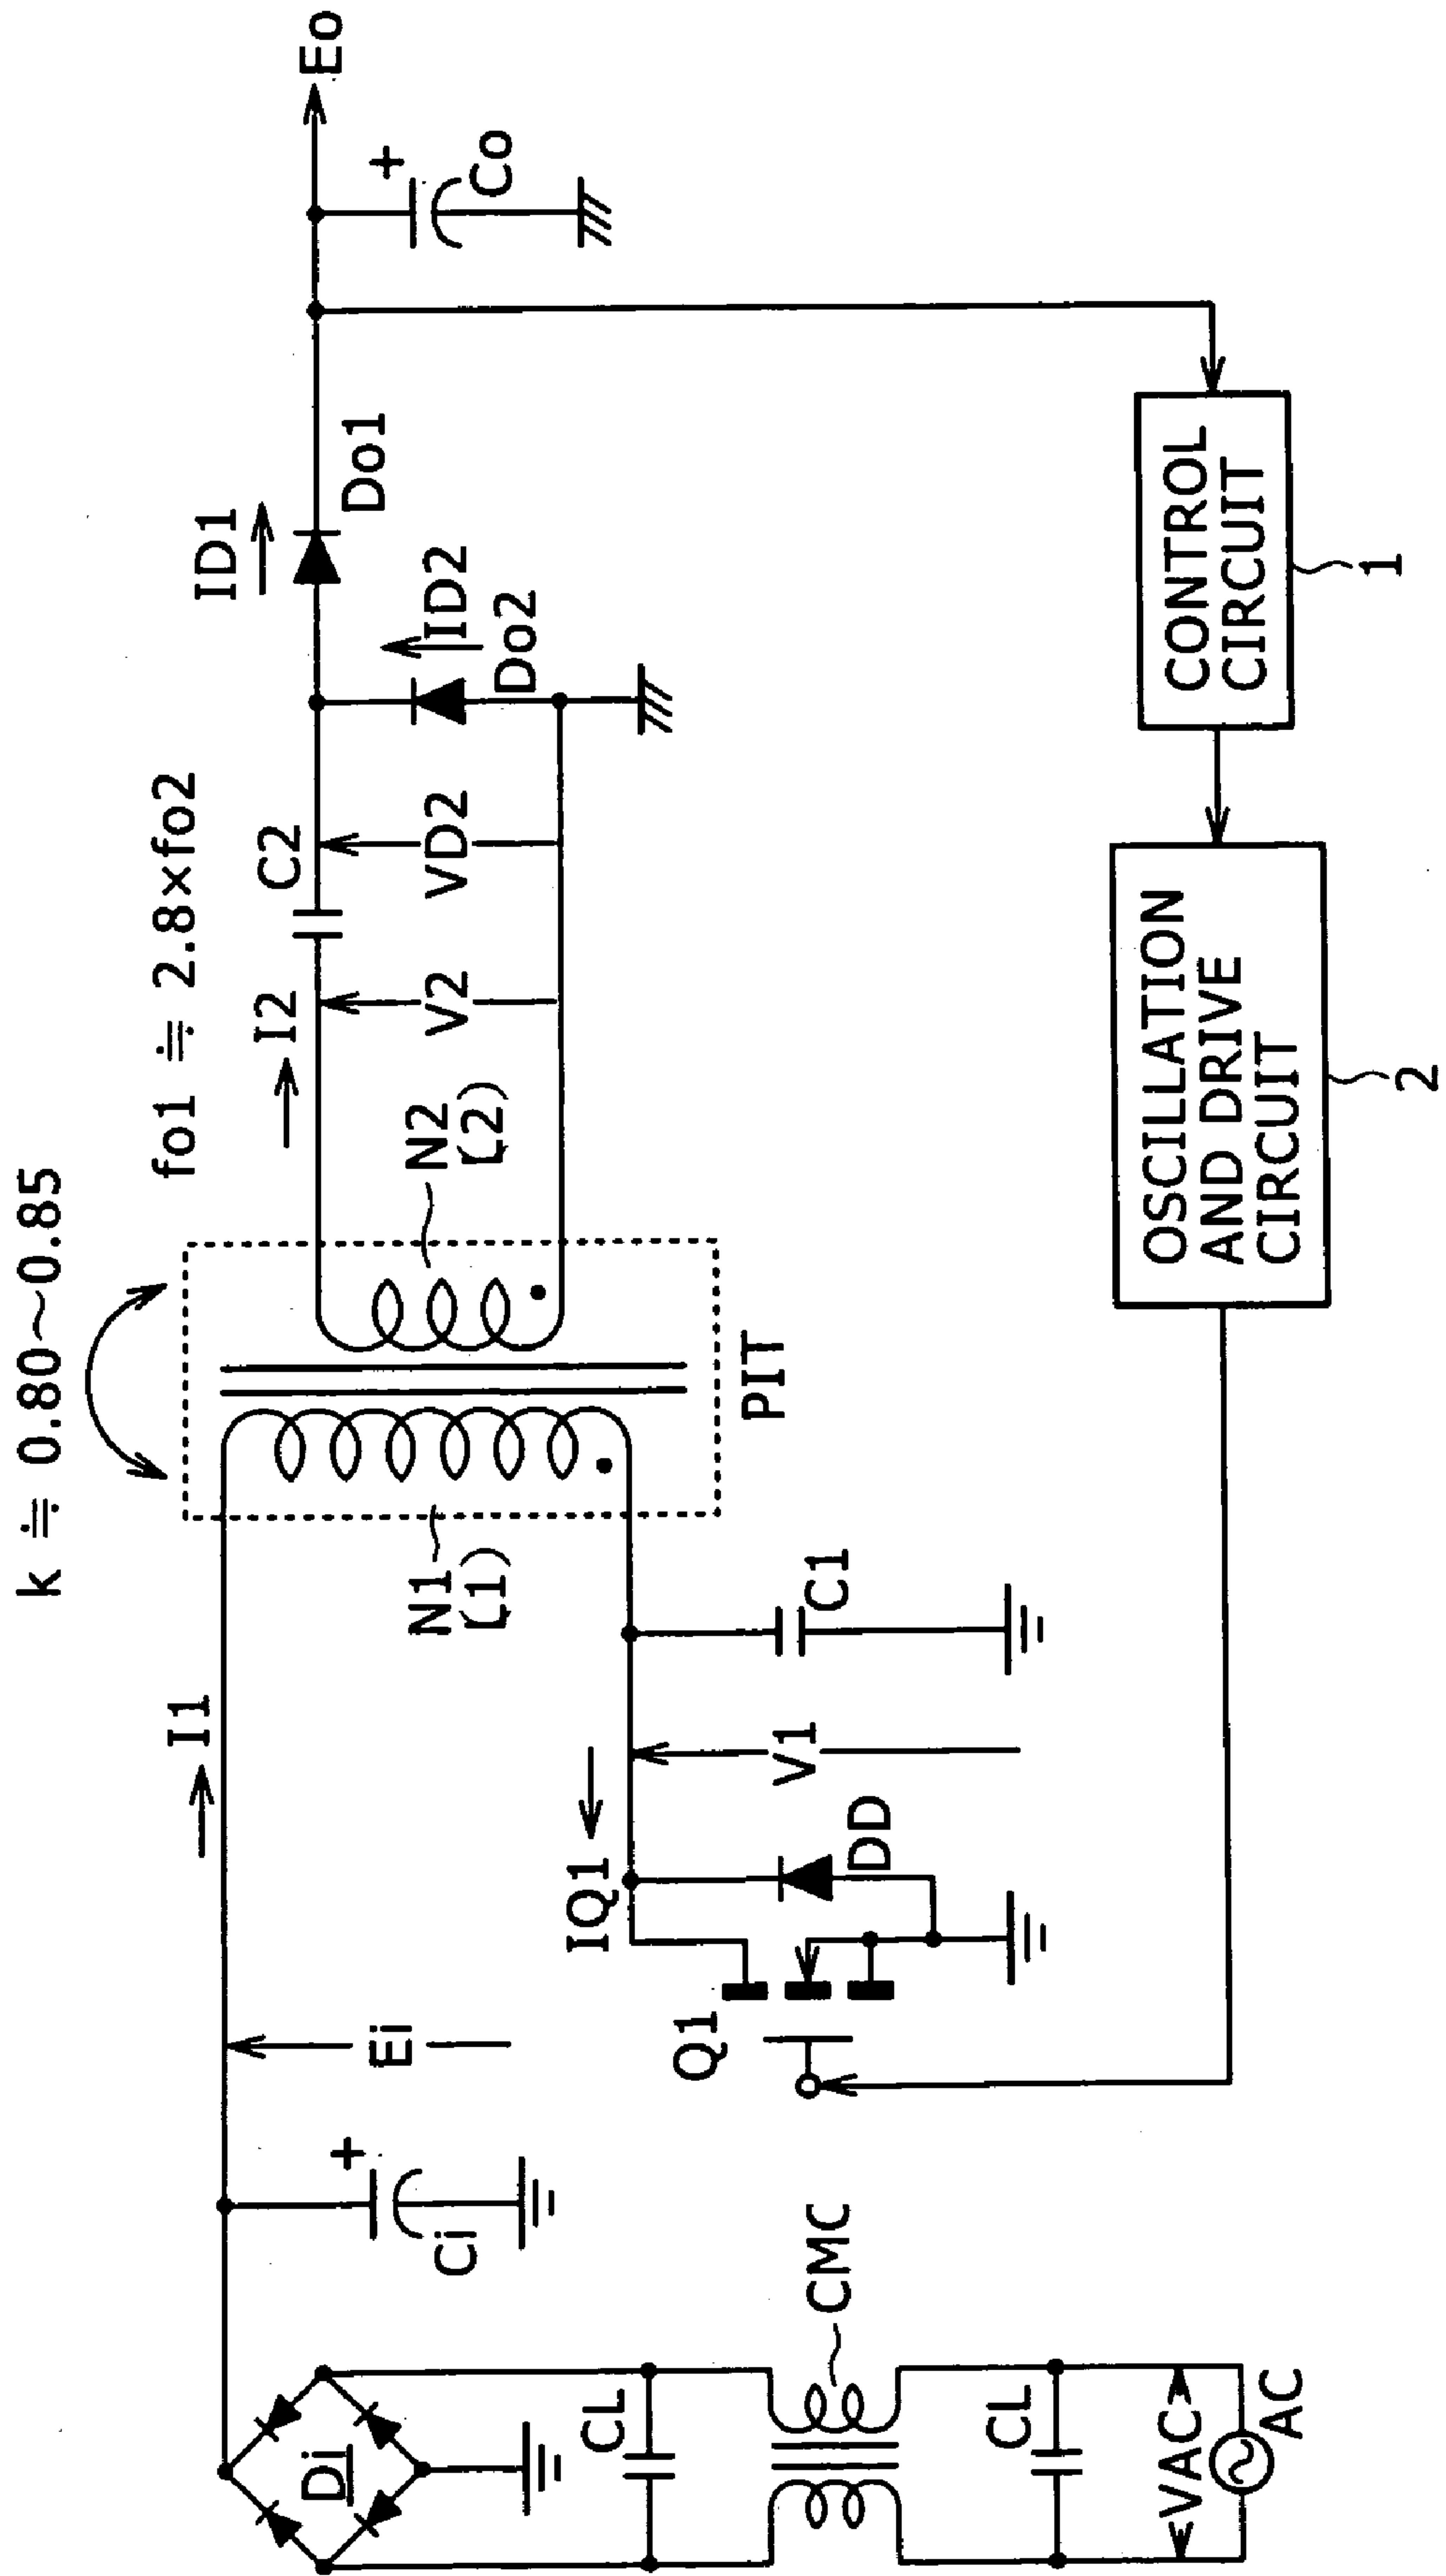 k ≒ 0.80~0.85
fo1 ≒ 2.8×fo2
I1
I2
C2
ID1
Do1
Eo
+
Co
ID2
Do2
V2
VD2
N1
(L1)
N2
(L2)
PIT
Ei
+
Ci
Di
IQ1
Q1
DD
V1
C1
CL
CMC
CL
VAC
AC
CONTROL
CIRCUIT
1
OSCILLATION
AND DRIVE
CIRCUIT
2